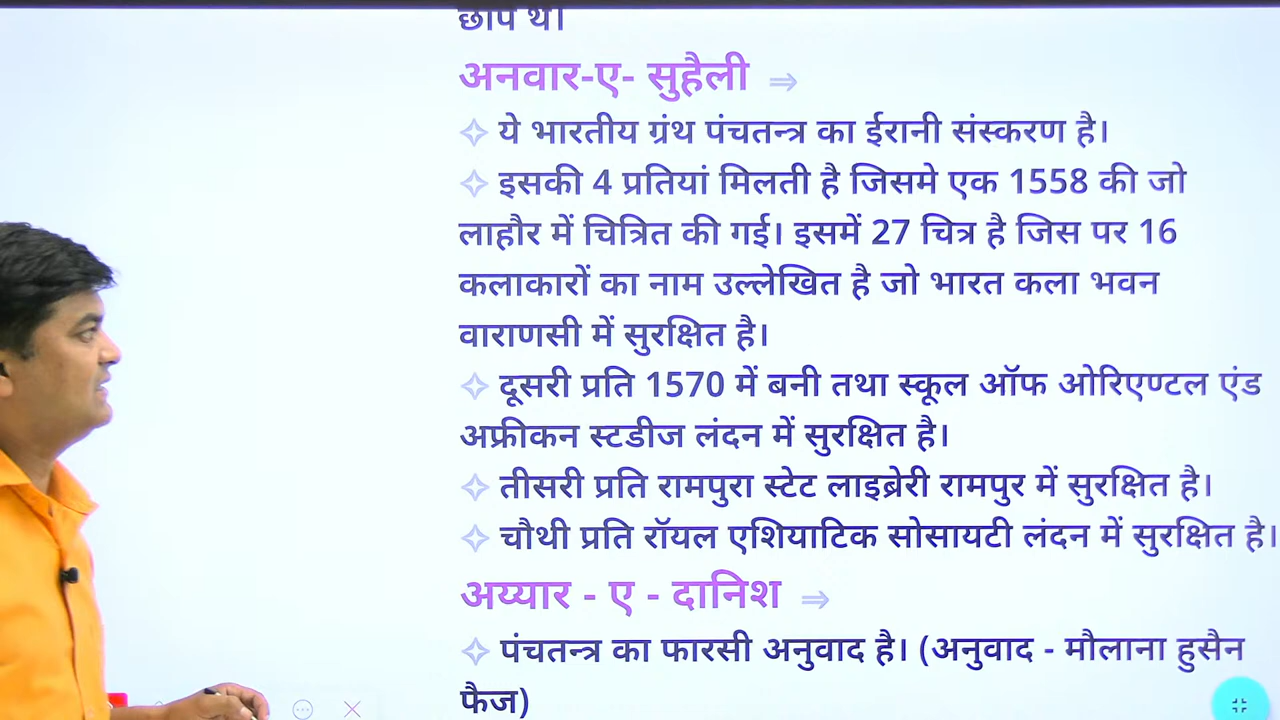 छाप थी।
अनवार-ए- सुहैली ⇒
✧ ये भारतीय ग्रंथ पंचतन्त्र का ईरानी संस्करण है।
✧ इसकी 4 प्रतियां मिलती है जिसमे एक 1558 की जो
लाहौर में चित्रित की गई। इसमें 27 चित्र है जिस पर 16
कलाकारों का नाम उल्लेखित है जो भारत कला भवन
वाराणसी में सुरक्षित है।
✧ दूसरी प्रति 1570 में बनी तथा स्कूल ऑफ ओरिएण्टल एंड
अफ्रीकन स्टडीज लंदन में सुरक्षित है।
✧ तीसरी प्रति रामपुरा स्टेट लाइब्रेरी रामपुर में सुरक्षित है।
✧ चौथी प्रति रॉयल एशियाटिक सोसायटी लंदन में सुरक्षित है।
अय्यार - ए - दानिश ⇒
✧ पंचतन्त्र का फारसी अनुवाद है। (अनुवाद - मौलाना हुसैन
फैज)